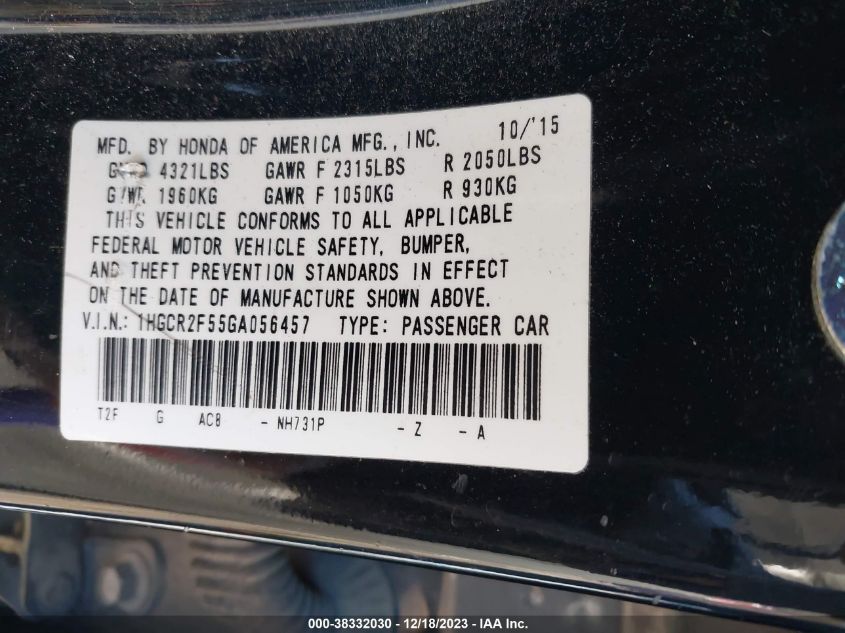 MFD. BY HONDA OF AMERICA MFG., INC. 10/'15
4321LBS GAWR F 2315LBS R 2050LBS
1960KG GAWR F 1050KG R 930KG
THIS VEHICLE CONFORMS TO ALL APPLICABLE
FEDERAL MOTOR VEHICLE SAFETY, BUMPER,
AND THEFT PREVENTION STANDARDS IN EFFECT
ON THE DATE OF MANUFACTURE SHOWN ABOVE.
V.I.N.: 1HGCR2F55GA056457 TYPE: PASSENGER CAR
T2F G AC8 - NH731P - Z - A
000-38332030 - 12/18/2023 - IAA Inc.